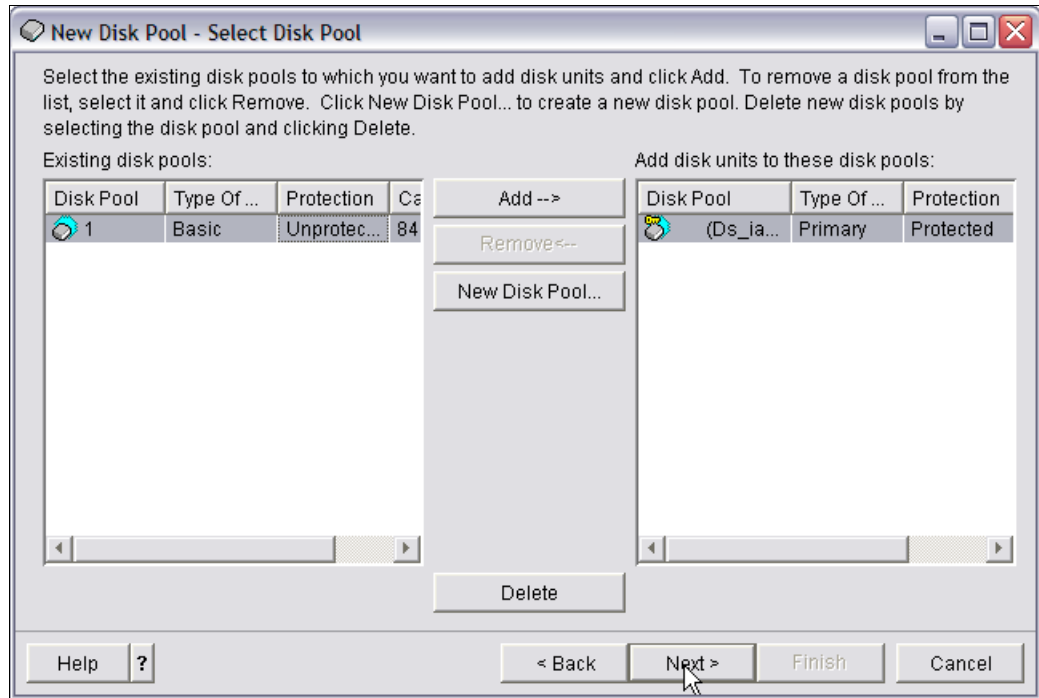 New Disk Pool - Select Disk Pool
Select the existing disk pools to which you want to add disk units and click Add. To remove a disk pool from the
list, select it and click Remove. Click New Disk Pool... to create a new disk pool. Delete new disk pools by
selecting the disk pool and clicking Delete.
Existing disk pools:
Disk Pool Type Of ... Protection Ca
1 Basic Unprotec... 84
Add -->
Remove<--
New Disk Pool...
Delete
Add disk units to these disk pools:
Disk Pool Type Of ... Protection
(Ds_ia... Primary Protected
Help ? < Back Next > Finish Cancel